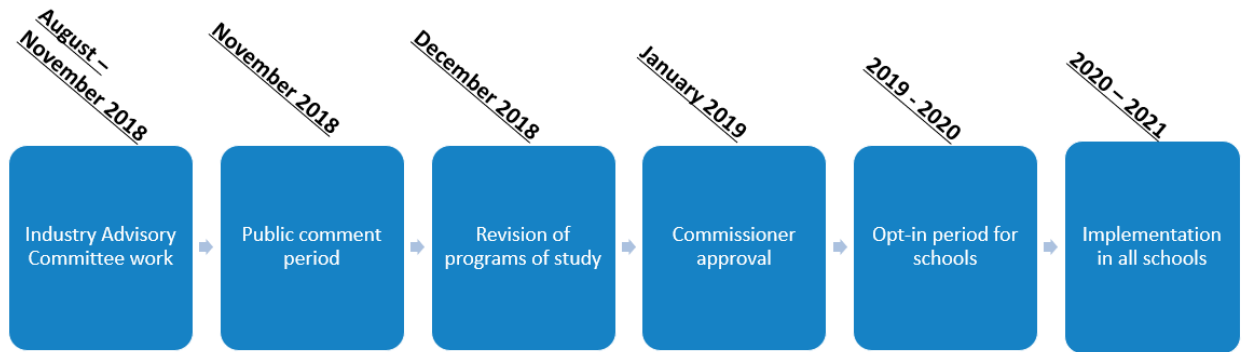 August –
November 2018
November 2018
December 2018
January 2019
2019 - 2020
2020 – 2021
Industry Advisory
Committee work
Public comment
period
Revision of
programs of study
Commissioner
approval
Opt-in period for
schools
Implementation
in all schools